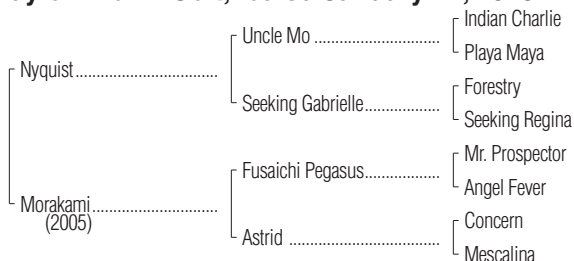 Indian Charlie
Uncle Mo
Playa Maya
Nyquist
Forestry
Seeking Gabrielle
Seeking Regina
Mr. Prospector
Fusaichi Pegasus
Angel Fever
Morakami
(2005)
Concern
Astrid
Mescalina